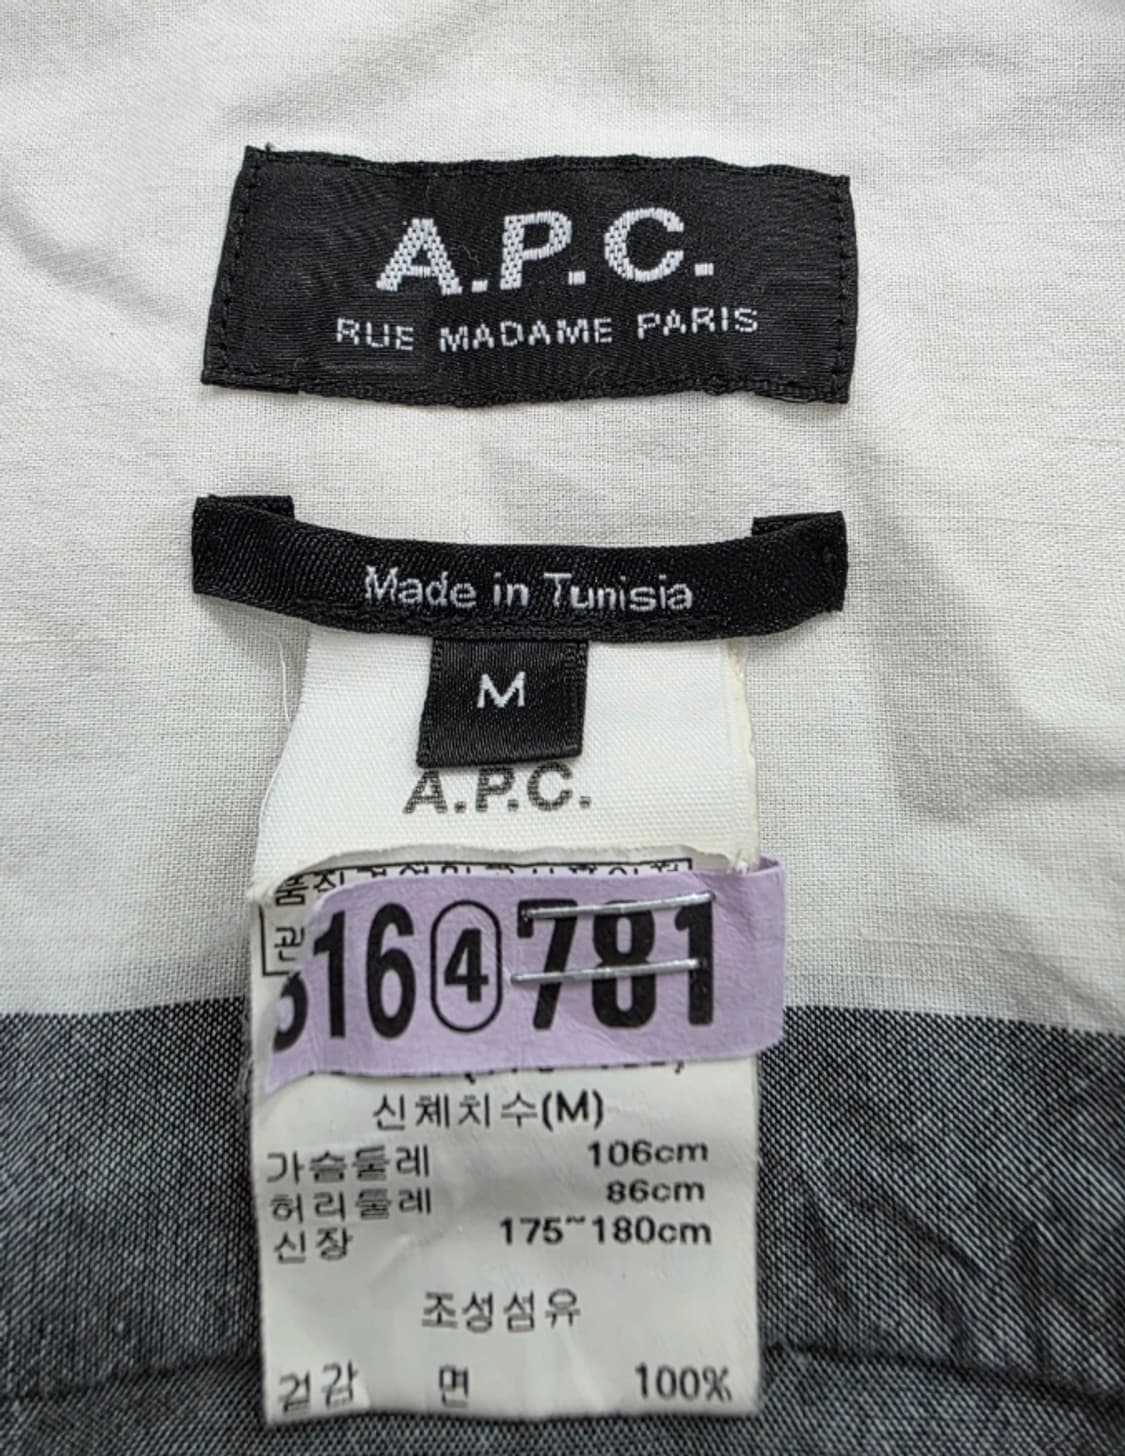 A.P.C.
RUE MADAME PARIS
Made in Tunisia
M
A.P.C.
316④781
신체치수(M)
가슴둘레 106cm
허리둘레 86cm
신장 175~180cm
조성섬유
겉감 면 100%